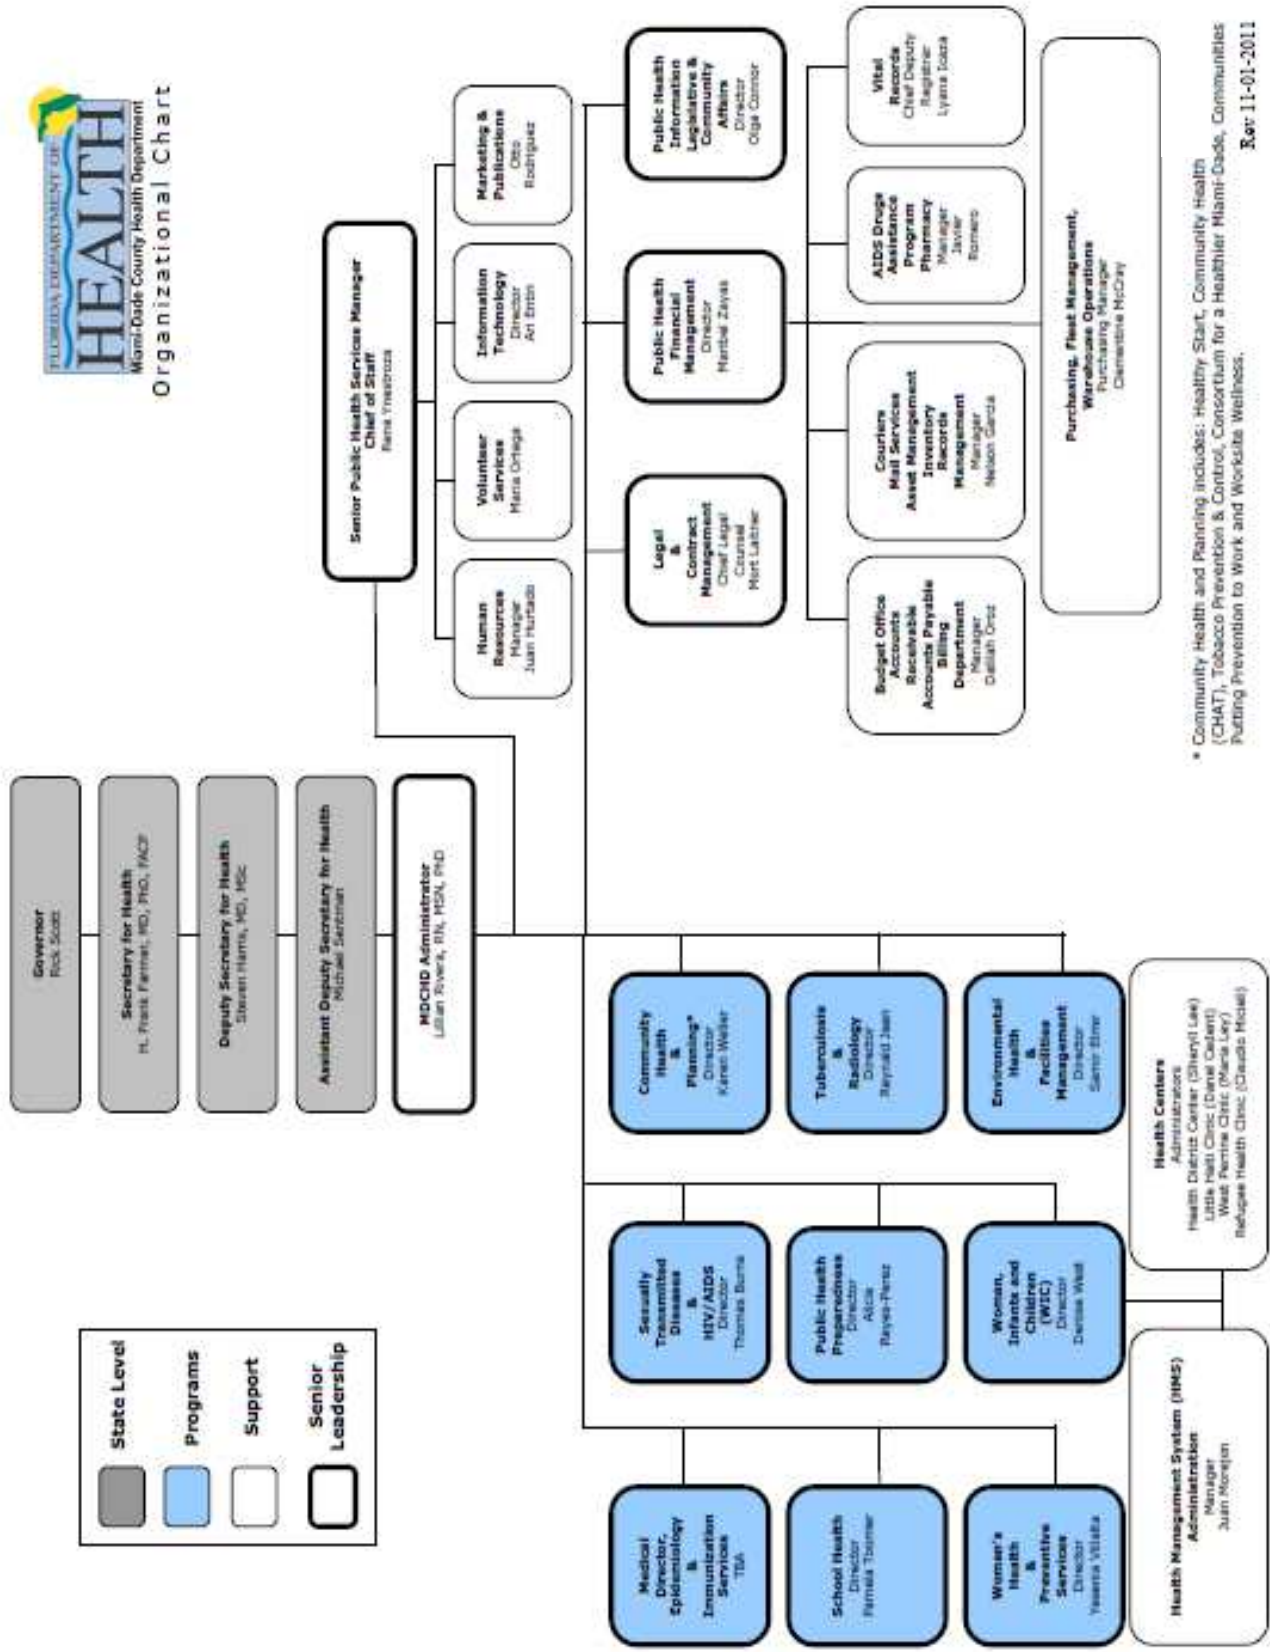 FLORIDA DEPARTMENT OF
HEALTH
Miami-Dade County Health Department
Organizational Chart
State Level
Programs
Support
Senior
Leadership
Governor
Rick Scott
Secretary for Health
H. Frank Farmer, MD, PhD, FACP
Deputy Secretary for Health
Steven Harris, MD, MSc
Assistant Deputy Secretary for Health
Michael Sentman
MDCHD Administrator
Lillian Rivera, RN, MSN, PhD
Senior Public Health Services Manager
Chief of Staff
Ynestroza
Human
Resources
Manager
Juan Hurtado
Volunteer
Services
Maria Ortega
Information
Technology
Director
Ari
Marketing &
Publications
Otto
Rodriguez
Legal
&
Contract
Management
Chief Legal
Counsel
Mort Laitner
Public Health
Financial
Management
Director
Maribel Zayas
Public Health
Information
Legislative &
Community
Affairs
Director
Olga Connor
Budget Office
Accounts
Receivable
Accounts Payable
Billing
Department
Manager
Daliah
Couriers
Mail Services
Asset Management
Inventory
Records
Management
Manager
Nelson Garcia
AIDS Drugs
Assistance
Program
Pharmacy
Manager
Javier
Romero
Vital
Records
Chief Deputy
Registrar
Lyana Icaza
Purchasing, Fleet Management,
Warehouse Operations
Purchasing Manager
Clementine McCray
Medical
Director,
Epidemiology
&
Immunization
Services
TBA
Sexually
Transmitted
Diseases
&
HIV/AIDS
Director
Thomas Burns
Community
Health
&
Planning*
Director
Karen Weller
School Health
Director
Pamela Toomer
Public Health
Preparedness
Director
Alicia
Reyes-Perez
Tuberculosis
&
Radiology
Director
Reynald Jean
Women's
Health
&
Preventive
Services
Director
Yesenia Villalta
Woman,
Infants and
Children
(WIC)
Director
Denise West
Environmental
Health
&
Facilities
Management
Director
Samir Elmir
Health Management System (HMS)
Administration
Manager
Juan Morejon
Health Centers
Administrators
Health District Center (Sheryll Lee)
Little Haiti Clinic (Daniel Cadent)
West Perrine Clinic (Maria Ley)
Refugee Health Clinic (Claudio Miceli)
* Community Health and Planning includes: Healthy Start, Community Health
(CHAT), Tobacco Prevention & Control, Consortium for a Healthier Miami-Dade, Communities
Putting Prevention to Work and Worksite Wellness.
Rev 11-01-2011